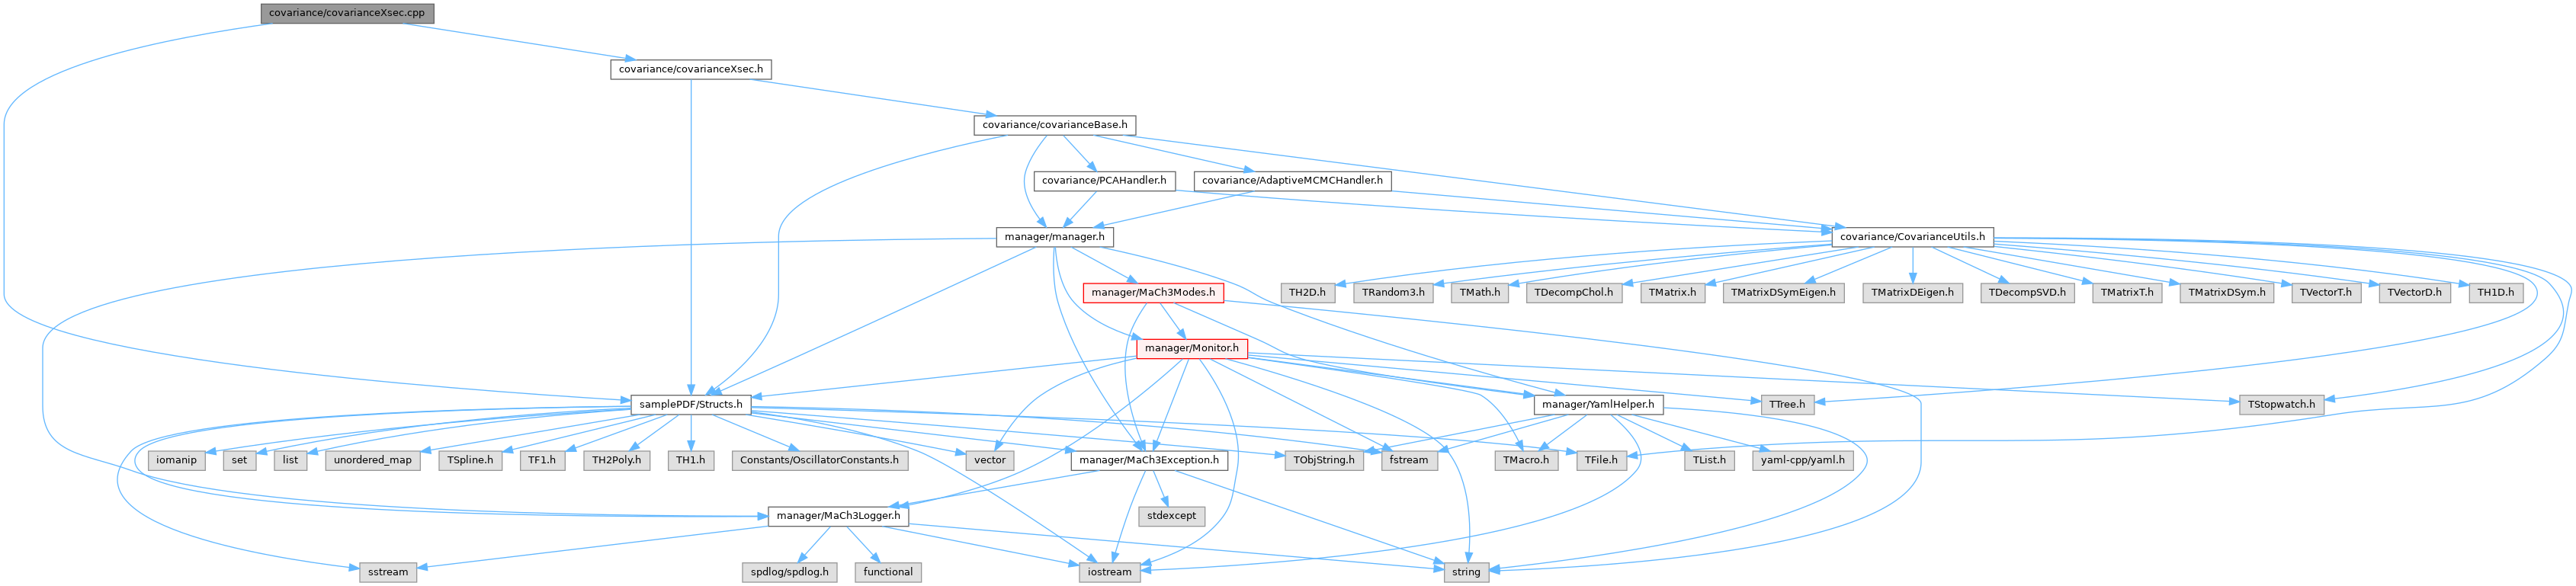 covariance/covarianceXsec.cpp
covariance/covarianceXsec.h
covariance/covarianceBase.h
covariance/PCAHandler.h
covariance/AdaptiveMCMCHandler.h
manager/manager.h
covariance/CovarianceUtils.h
manager/MaCh3Modes.h
TH2D.h
TRandom3.h
TMath.h
TDecompChol.h
TMatrix.h
TMatrixDSymEigen.h
TMatrixDEigen.h
TDecompSVD.h
TMatrixT.h
TMatrixDSym.h
TVectorT.h
TVectorD.h
TH1D.h
manager/Monitor.h
samplePDF/Structs.h
manager/YamlHelper.h
TTree.h
TStopwatch.h
iomanip
set
list
unordered_map
TSpline.h
TF1.h
TH2Poly.h
TH1.h
Constants/OscillatorConstants.h
vector
manager/MaCh3Exception.h
TObjString.h
fstream
TMacro.h
TFile.h
TList.h
yaml-cpp/yaml.h
manager/MaCh3Logger.h
stdexcept
sstream
spdlog/spdlog.h
functional
iostream
string